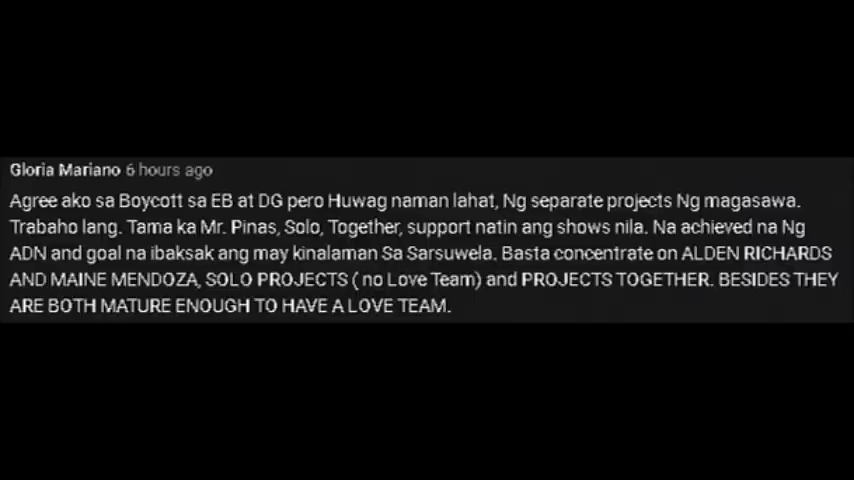 Gloria Mariano 6 hours ago
Agree ako sa Boycott sa EB at DG pero Huwag naman lahat, Ng separate projects Ng magasawa.
Trabaho lang. Tama ka Mr. Pinas, Solo, Together, support natin ang shows nila. Na achieved na Ng
ADN and goal na ibaksak ang may kinalaman Sa Sarsuwela. Basta concentrate on ALDEN RICHARDS
AND MAINE MENDOZA, SOLO PROJECTS ( no Love Team) and PROJECTS TOGETHER. BESIDES THEY
ARE BOTH MATURE ENOUGH TO HAVE A LOVE TEAM.